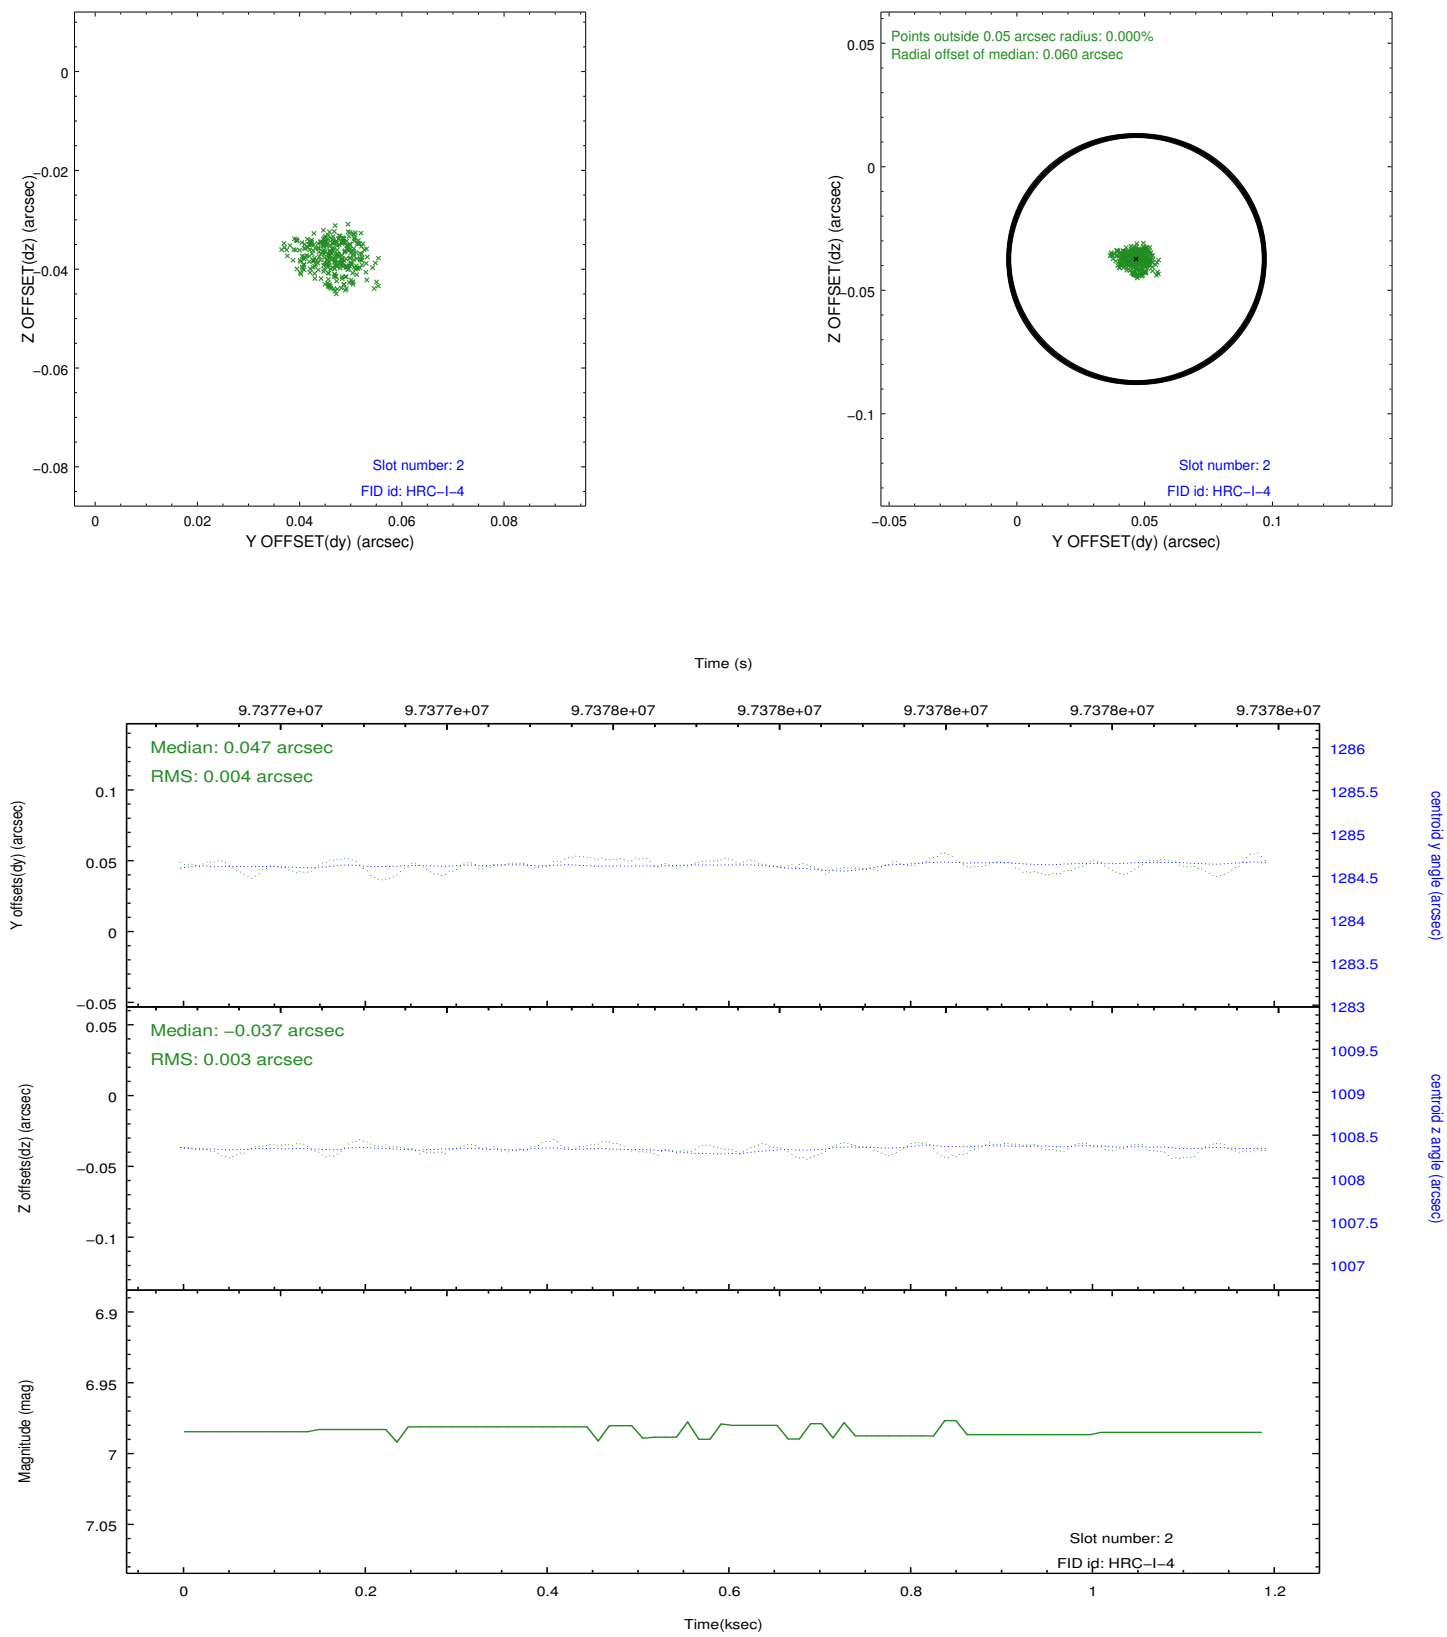 0
−0.02
−0.04
−0.06
−0.08
Z OFFSET(dz) (arcsec)
Slot number: 2
FID id: HRC−I−4
0 0.02 0.04 0.06 0.08
Y OFFSET(dy) (arcsec)
Points outside 0.05 arcsec radius: 0.000%
Radial offset of median: 0.060 arcsec
0.05
0
−0.05
−0.1
Z OFFSET(dz) (arcsec)
Slot number: 2
FID id: HRC−I−4
−0.05 0 0.05 0.1
Y OFFSET(dy) (arcsec)
Time (s)
9.7377e+07 9.7377e+07 9.7378e+07 9.7378e+07 9.7378e+07 9.7378e+07 9.7378e+07
Median: 0.047 arcsec
RMS: 0.004 arcsec
0.1
0.05
0
−0.05
Y offsets(dy) (arcsec)
1286
1285.5
1285
1284.5
1284
1283.5
1283
centroid y angle (arcsec)
Median: −0.037 arcsec
RMS: 0.003 arcsec
0.05
0
−0.05
−0.1
Z offsets(dz) (arcsec)
1009.5
1009
1008.5
1008
1007.5
1007
centroid z angle (arcsec)
6.9
6.95
7
7.05
Magnitude (mag)
Slot number: 2
FID id: HRC−I−4
0 0.2 0.4 0.6 0.8 1 1.2
Time(ksec)